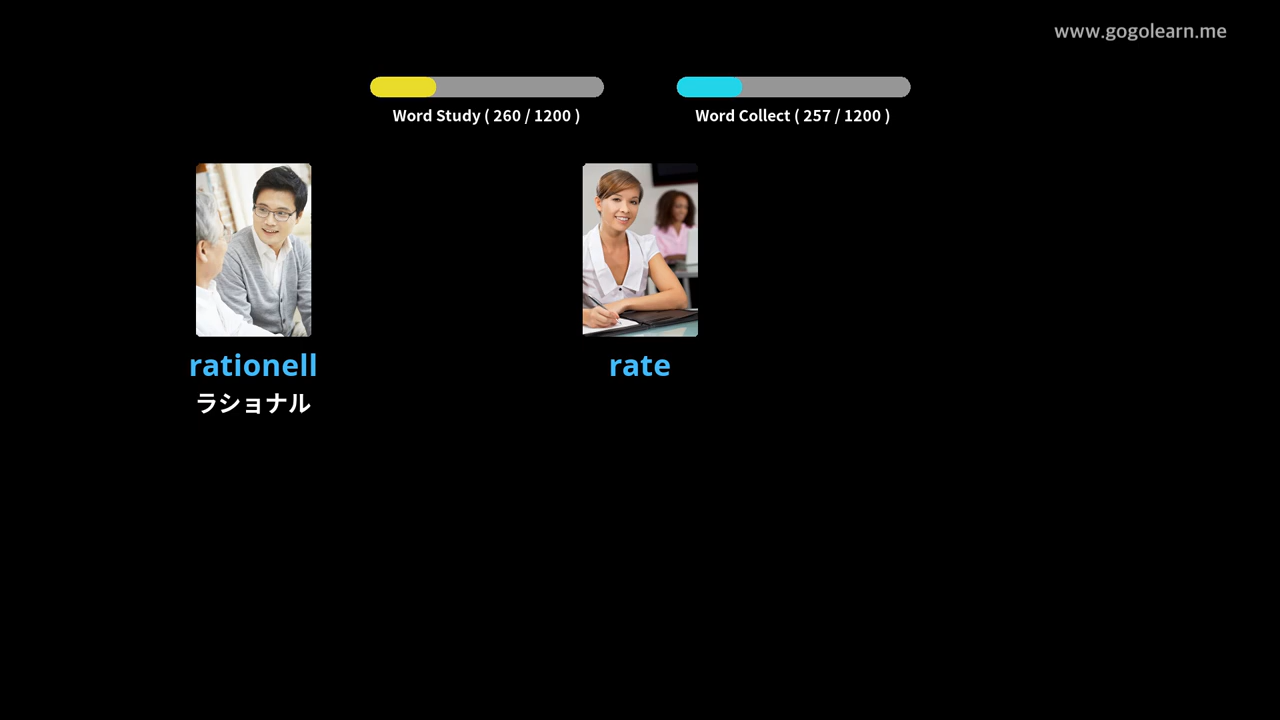 www.gogolearn.me
Word Study ( 260 / 1200 )
Word Collect ( 257 / 1200 )
rationell
ラショナル
rate